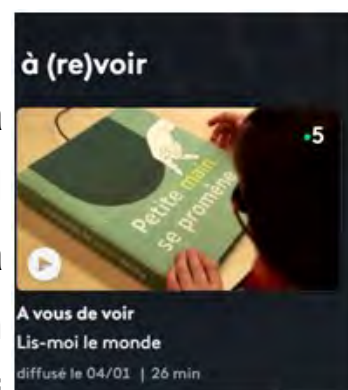 à (re)voir
•5
Petite main
se promène
A vous de voir
Lis-moi le monde
diffusé le 04/01 | 26 min